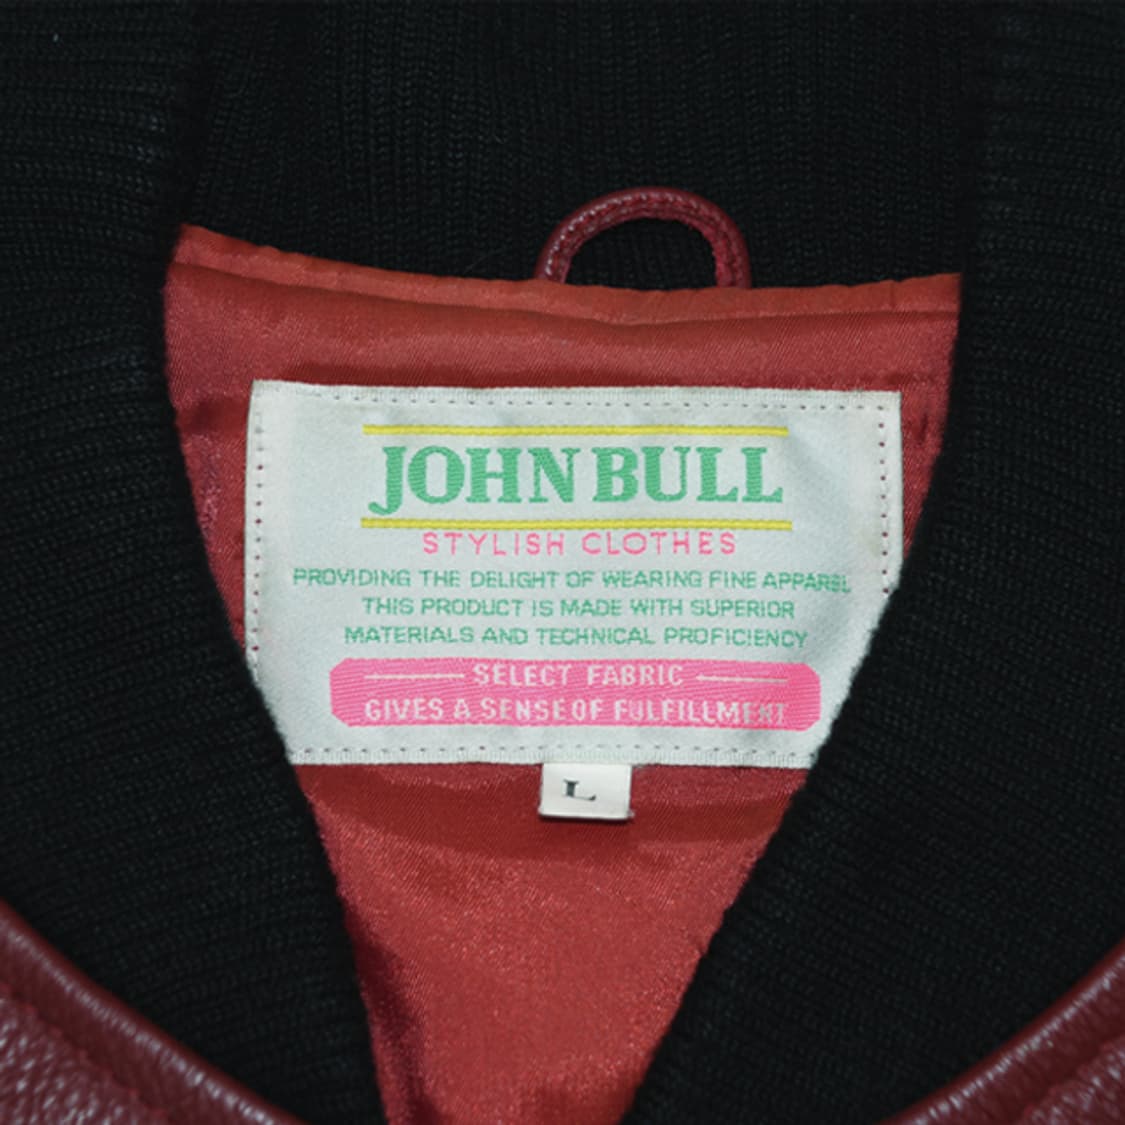 JOHN BULL
STYLISH CLOTHES
PROVIDING THE DELIGHT OF WEARING FINE APPAREL
THIS PRODUCT IS MADE WITH SUPERIOR
MATERIALS AND TECHNICAL PROFICIENCY
SELECT FABRIC
GIVES A SENSE OF FULFILLMENT
L